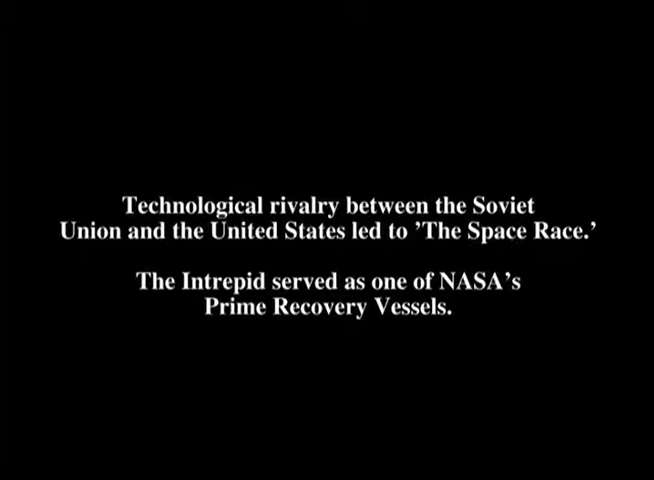 Technological rivalry between the Soviet
Union and the United States led to ’The Space Race.’
The Intrepid served as one of NASA’s
Prime Recovery Vessels.